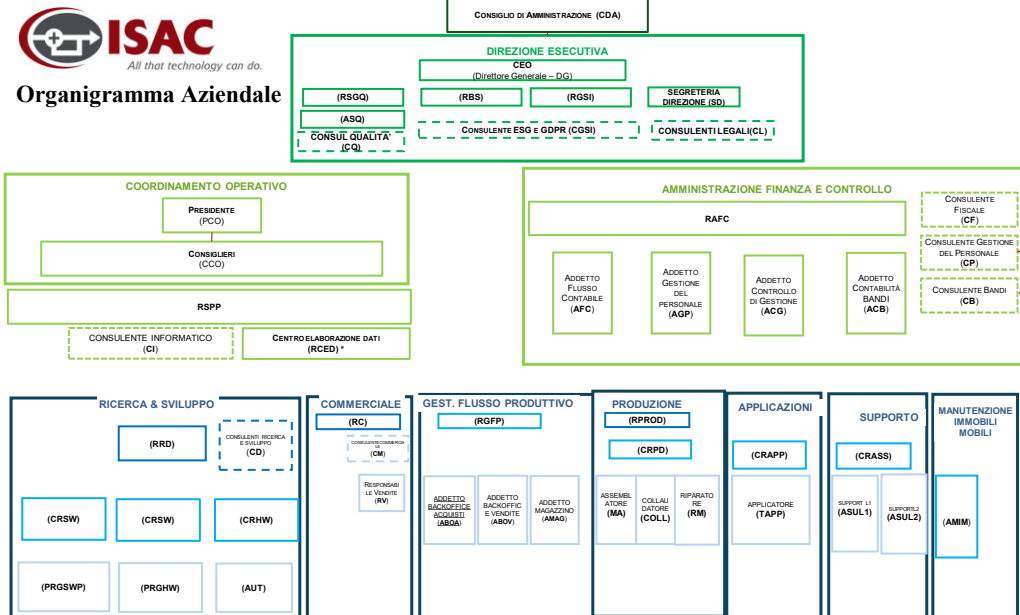 CONSIGLIO DI AMMINISTRAZIONE (CDA)
ISAC
All that technology can do.
Organigramma Aziendale
DIREZIONE ESECUTIVA
CEO
(Direttore Generale – DG)
(RSGQ)
(RBS)
(RGSI)
SEGRETERIA
DIREZIONE (SD)
(ASQ)
CONSUL QUALITA'
(CQ)
CONSULENTE ESG E GDPR (CGSI)
CONSULENTI LEGALI(CL)
COORDINAMENTO OPERATIVO
PRESIDENTE
(PCO)
CONSIGLIERI
(CCO)
RSPP
CONSULENTE INFORMATICO
(CI)
CENTRO ELABORAZIONE DATI
(RCED) *
AMMINISTRAZIONE FINANZA E CONTROLLO
RAFC
CONSULENTE
FISCALE
(CF)
CONSULENTE GESTIONE
DEL PERSONALE
(CP)
CONSULENTE BANDI
(CB)
ADDETTO
FLUSSO
CONTABILE
(AFC)
ADDETTO
GESTIONE
DEL
PERSONALE
(AGP)
ADDETTO
CONTROLLO
DI GESTIONE
(ACG)
ADDETTO
CONTABILITÀ
BANDI
(ACB)
RICERCA & SVILUPPO
(RRD)
CONSULENTI RICERCA
E SVILUPPO
(CD)
(CRSW)
(CRSW)
(CRHW)
(PRGSWP)
(PRGHW)
(AUT)
COMMERCIALE
(RC)
CONSULENTE COMMERCIA
LE
(CM)
RESPONSABI
LE VENDITE
(RV)
GEST. FLUSSO PRODUTTIVO
(RGFP)
ADDETTO
BACKOFFICE
ACQUISTI
(ABOA)
ADDETTO
BACKOFFIC
E VENDITE
(ABOV)
ADDETTO
MAGAZZINO
(AMAG)
PRODUZIONE
(RPROD)
(CRPD)
ASSEMBL
ATORE
(MA)
COLLAU
DATORE
(COLL)
RIPARATO
RE
(RM)
APPLICAZIONI
(CRAPP)
APPLICATORE
(TAPP)
SUPPORTO
(CRASS)
SUPPORT L1
(ASUL1)
SUPPORTL2
(ASUL2)
MANUTENZIONE
IMMOBILI
MOBILI
(AMIM)